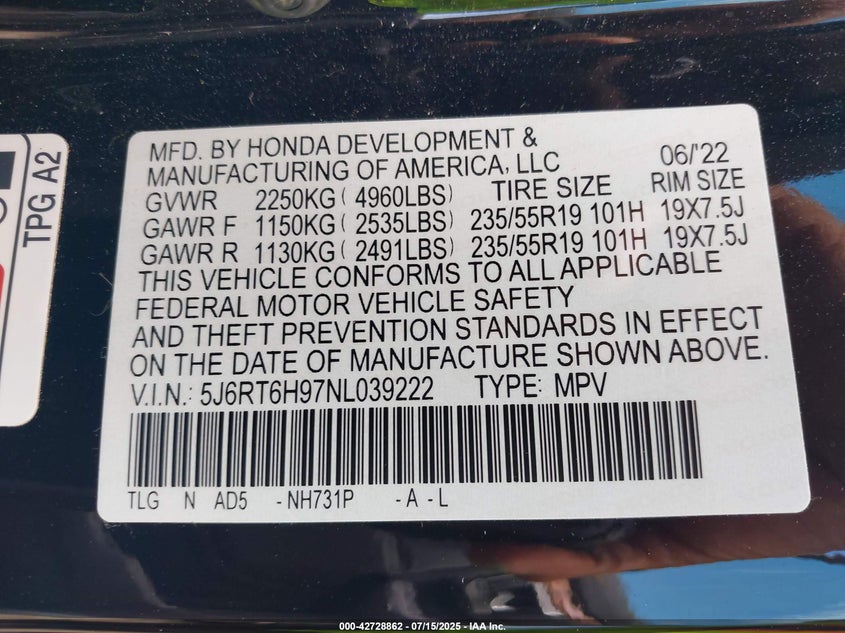 TPG A2
MFD. BY HONDA DEVELOPMENT &
MANUFACTURING OF AMERICA, LLC 06/'22
GVWR 2250KG ( 4960LBS) TIRE SIZE RIM SIZE
GAWR F 1150KG ( 2535LBS) 235/55R19 101H 19X7.5J
GAWR R 1130KG ( 2491LBS) 235/55R19 101H 19X7.5J
THIS VEHICLE CONFORMS TO ALL APPLICABLE
FEDERAL MOTOR VEHICLE SAFETY
AND THEFT PREVENTION STANDARDS IN EFFECT
ON THE DATE OF MANUFACTURE SHOWN ABOVE.
V.I.N.: 5J6RT6H97NL039222 TYPE: MPV
TLG N AD5 -NH731P -A -L
000-42728862 - 07/15/2025 - IAA Inc.